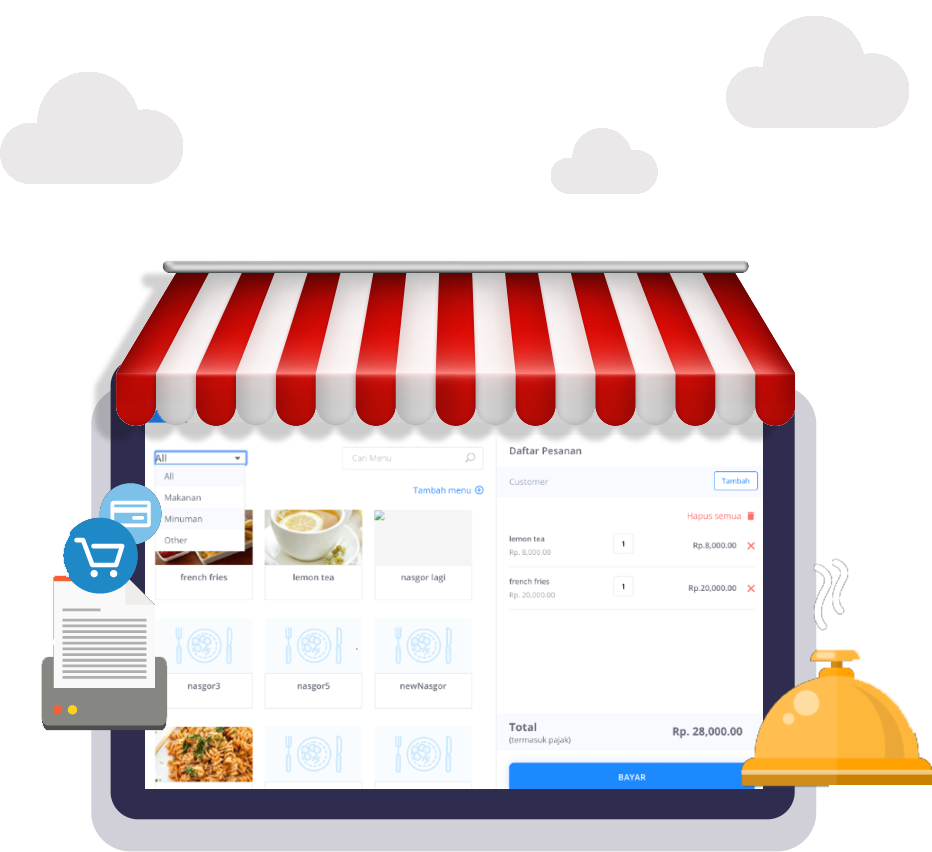 All
Cari Menu
All
Makanan
Minuman
Other
Tambah menu
french fries
lemon tea
nasgor lagi
nasgor3
nasgor5
newNasgor
Daftar Pesanan
Customer
Tambah
Hapus semua
lemon tea
Rp. 8,000.00
1
Rp.8,000.00
french fries
Rp. 20,000.00
1
Rp.20,000.00
Total
(termasuk pajak)
Rp. 28,000.00
BAYAR